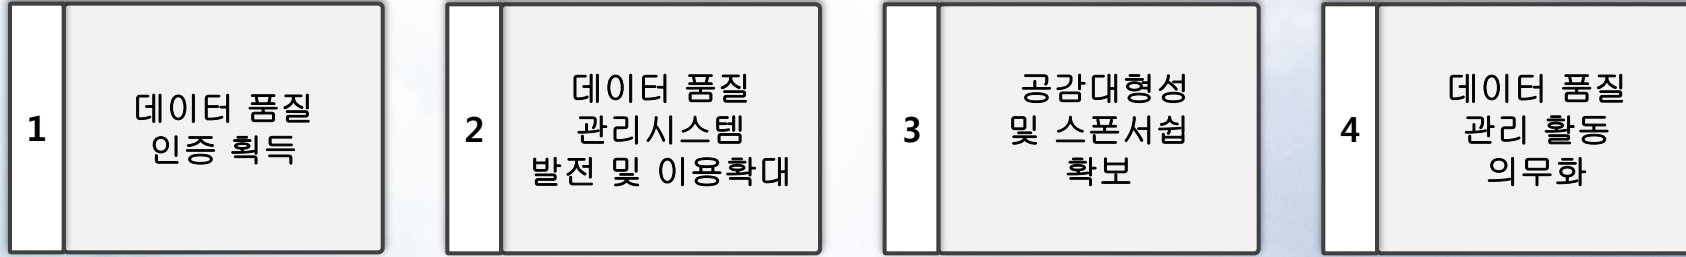 1
데이터 품질
인증 획득
2
데이터 품질
관리시스템
발전 및 이용확대
3
공감대형성
및 스폰서쉽
확보
4
데이터 품질
관리 활동
의무화